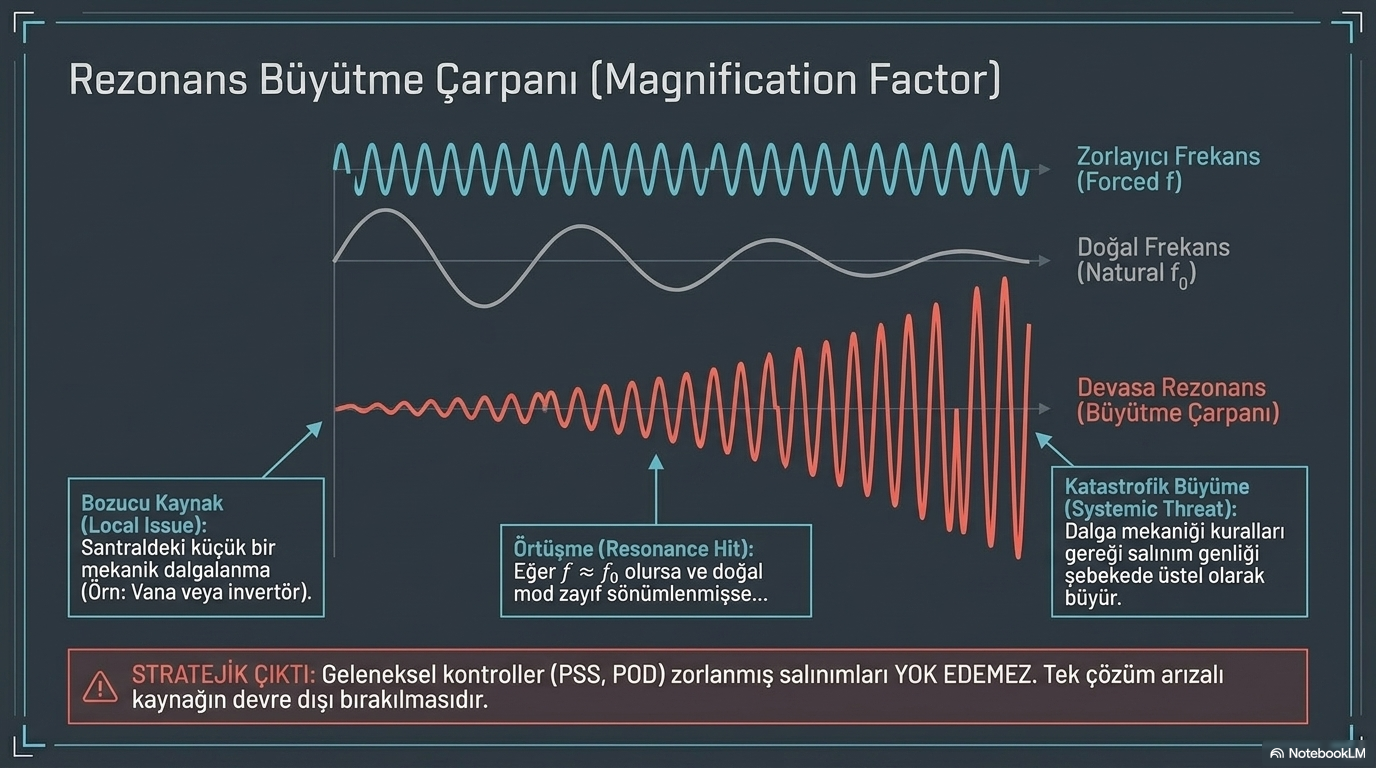 Rezonans Büyütme Çarpanı (Magnification Factor)
Zorlayıcı Frekans
(Forced f)
Doğal Frekans
(Natural f₀)
Devasa Rezonans
(Büyütme Çarpanı)
Bozucu Kaynak
(Local Issue):
Santraldeki küçük bir
mekanik dalgalanma
(Örn: Vana veya invertör).
Örtüşme (Resonance Hit):
Eğer f ≈ f₀ olursa ve doğal
mod zayıf sönümlenmişse...
Katastrofik Büyüme
(Systemic Threat):
Dalga mekaniği kuralları
gereği salınım genliği
şebekede üstel olarak
büyür.
STRATEJİK ÇIKTI: Geleneksel kontroller (PSS, POD) zorlanmış salınımları YOK EDEMEZ. Tek çözüm arızalı
kaynağın devre dışı bırakılmasıdır.
NotebookLM